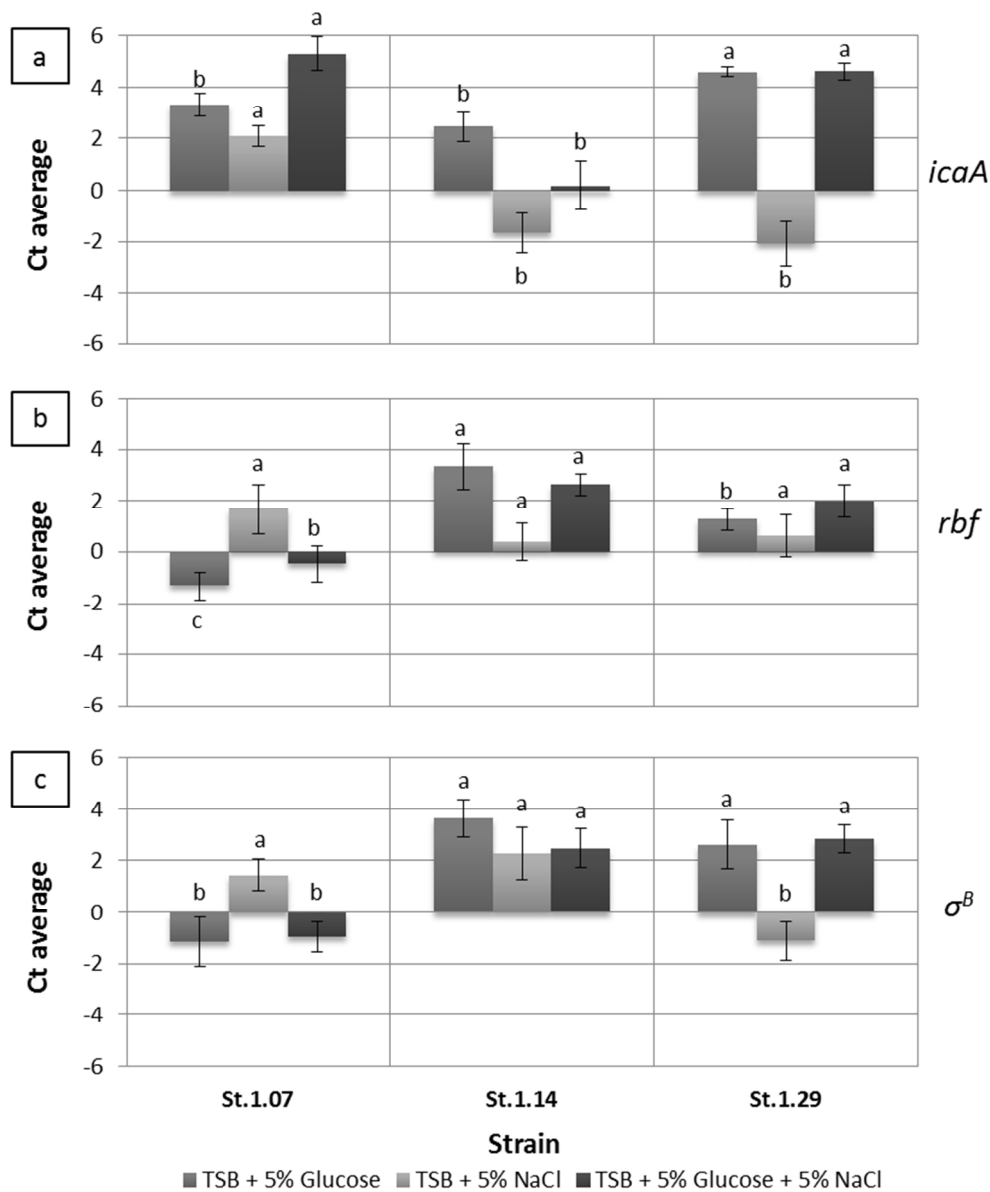 a
6
4
2
0
-2
-4
-6
Ct average
b
a
a
b
b
b
a
b
a
icaA
b
6
4
2
0
-2
-4
-6
Ct average
c
a
b
a
a
a
b
a
a
rbf
c
6
4
2
0
-2
-4
-6
Ct average
b
a
b
a
a
a
a
b
a
σB
St.1.07 St.1.14 St.1.29
Strain
TSB + 5% Glucose TSB + 5% NaCl TSB + 5% Glucose + 5% NaCl